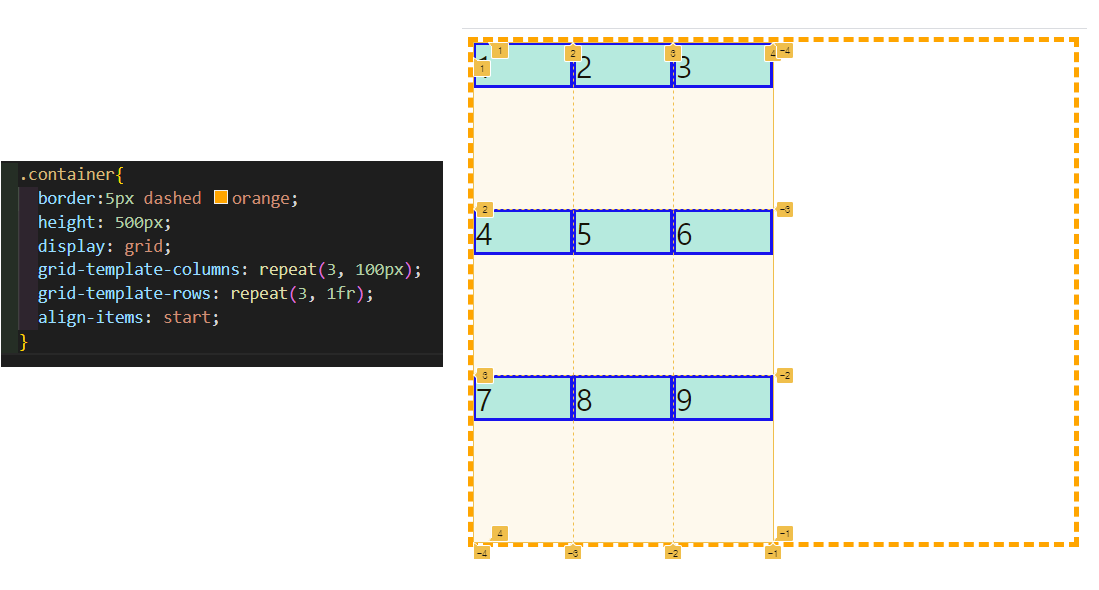 .container{
border:5px dashed orange;
height: 500px;
display: grid;
grid-template-columns: repeat(3, 100px);
grid-template-rows: repeat(3, 1fr);
align-items: start;
}
1 2 3 4 -4
1 2 3
2 -3
4 5 6
3 -2
7 8 9
4 -1
-4 -3 -2 -1